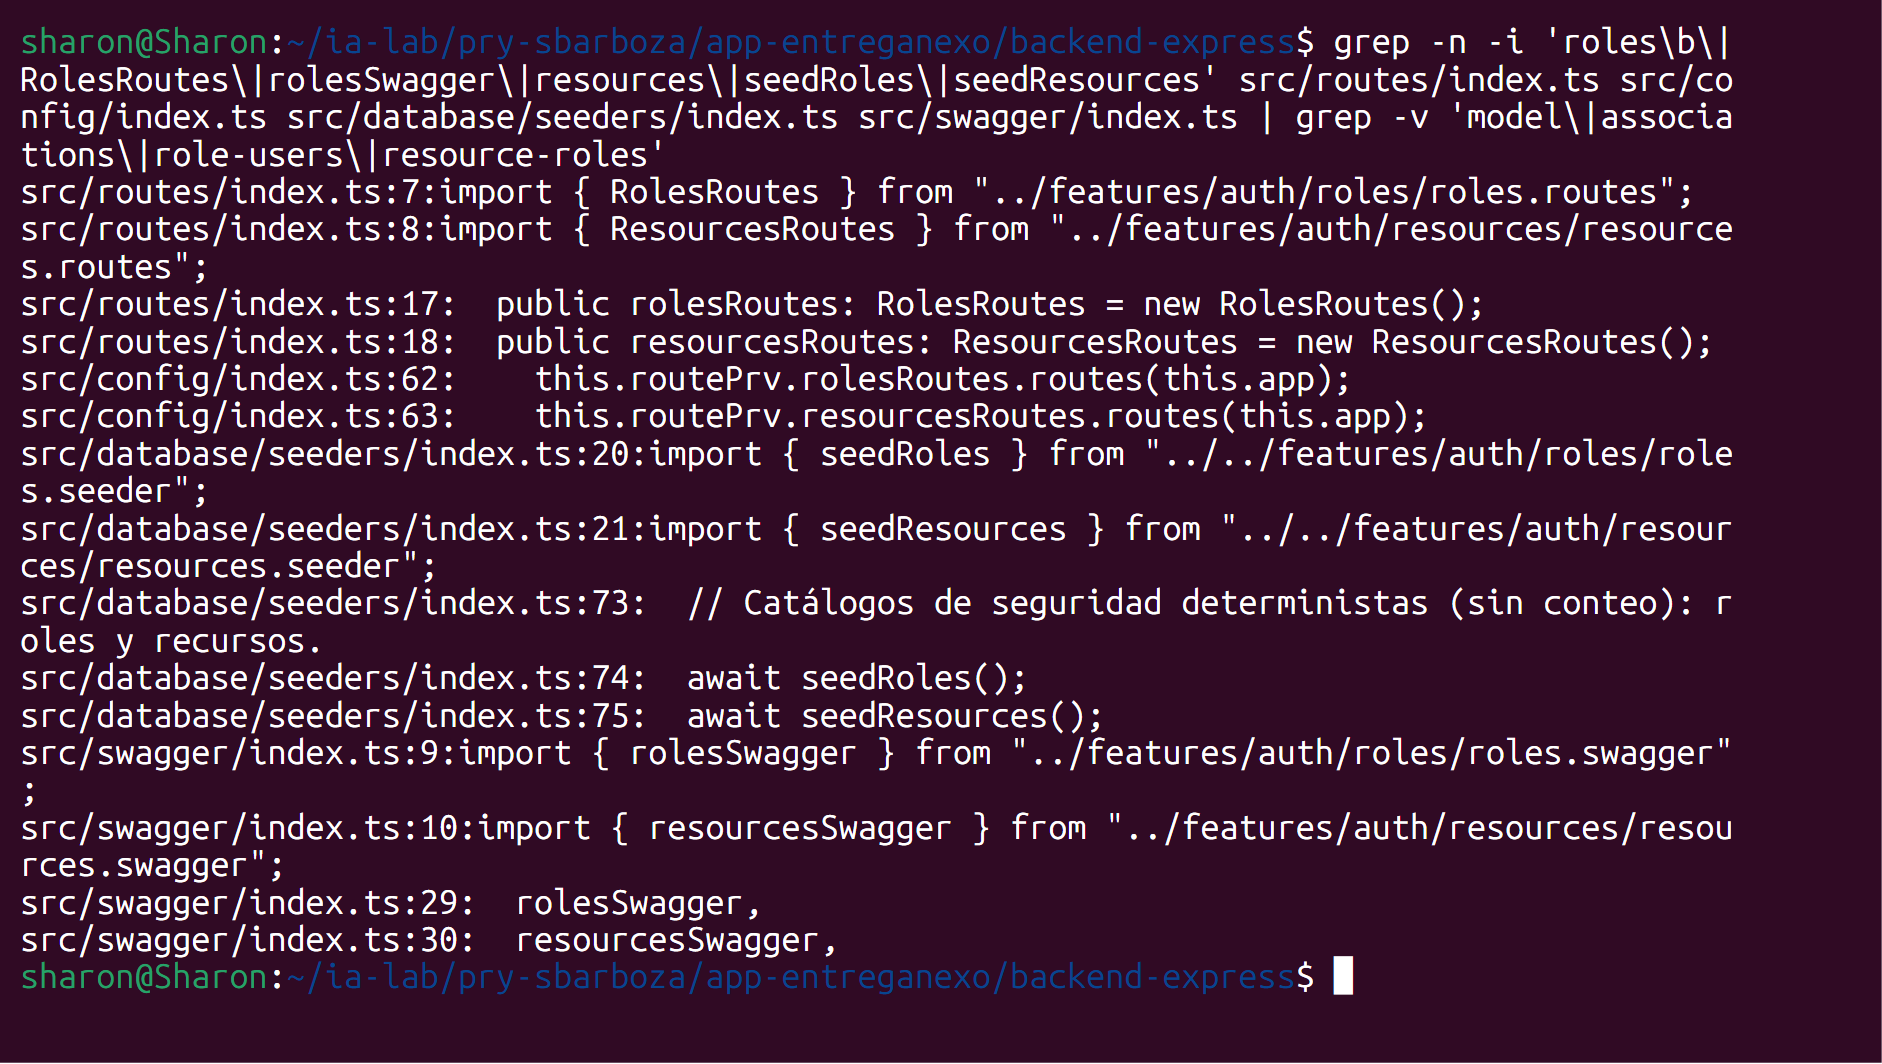 sharon@Sharon:~/ia-lab/pry-sbarboza/app-entreganexo/backend-express$ grep -n -i 'roles\b\|
RolesRoutes\|rolesSwagger\|resources\|seedRoles\|seedResources' src/routes/index.ts src/co
nfig/index.ts src/database/seeders/index.ts src/swagger/index.ts | grep -v 'model\|associa
tions\|role-users\|resource-roles'
src/routes/index.ts:7:import { RolesRoutes } from "../features/auth/roles/roles.routes";
src/routes/index.ts:8:import { ResourcesRoutes } from "../features/auth/resources/resource
s.routes";
src/routes/index.ts:17:  public rolesRoutes: RolesRoutes = new RolesRoutes();
src/routes/index.ts:18:  public resourcesRoutes: ResourcesRoutes = new ResourcesRoutes();
src/config/index.ts:62:    this.routePrv.rolesRoutes.routes(this.app);
src/config/index.ts:63:    this.routePrv.resourcesRoutes.routes(this.app);
src/database/seeders/index.ts:20:import { seedRoles } from "../../features/auth/roles/role
s.seeder";
src/database/seeders/index.ts:21:import { seedResources } from "../../features/auth/resour
ces/resources.seeder";
src/database/seeders/index.ts:73:  // Catálogos de seguridad deterministas (sin conteo): r
oles y recursos.
src/database/seeders/index.ts:74:  await seedRoles();
src/database/seeders/index.ts:75:  await seedResources();
src/swagger/index.ts:9:import { rolesSwagger } from "../features/auth/roles/roles.swagger"
;
src/swagger/index.ts:10:import { resourcesSwagger } from "../features/auth/resources/resou
rces.swagger";
src/swagger/index.ts:29:  rolesSwagger,
src/swagger/index.ts:30:  resourcesSwagger,
sharon@Sharon:~/ia-lab/pry-sbarboza/app-entreganexo/backend-express$